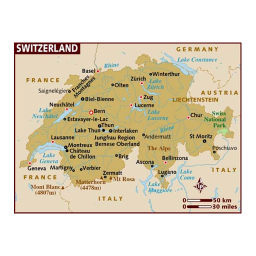 SWITZERLAND
GERMANY
Lake Constance
Basel
Zürich
Winterthur
FRANCE
Saignelégier
Franches
Montagnes
Olten
AUSTRIA
Zug
LIECHTENSTEIN
Lake
Neuchâtel
Biel-Bienne
Lucerne
Neuchâtel
Bern
Lake
Lucerne
Estavayer-le-Lac
Chur
Swiss
National
Park
Thun
Lake Thun
Interlaken
Jungfrau Region
Andermatt
Lausanne
Bernese Oberland
The Alps
St Moritz
Montreux
Château
de Chillon
Lake
Geneva
Brig
Poschiavo
Geneva
Martigny
Verbier
Ascona
Bellinzona
Zermatt
Lugano
FRANCE
Matterhorn
(4478m)
Mt Rosa
Mont Blanc
(4807m)
Lake
Maggiore
Lake
Como
ITALY
ITALY
0
50 km
0
30 miles